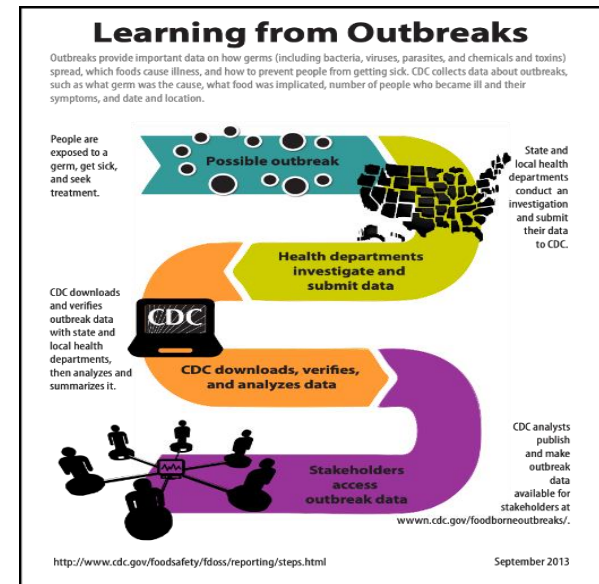 Learning from Outbreaks
Outbreaks provide important data on how germs (including bacteria, viruses, parasites, and chemicals and toxins)
spread, which foods cause illness, and how to prevent people from getting sick. CDC collects data about outbreaks,
such as what germ was the cause, what food was implicated, number of people who became ill and their
symptoms, and date and location.
People are
exposed to a
germ, get sick,
and seek
treatment.
Possible outbreak
State and
local health
departments
conduct an
investigation
and submit
their data
to CDC.
Health departments
investigate and
submit data
CDC downloads
and verifies
outbreak data
with state and
local health
departments,
then analyzes and
summarizes it.
CDC
CDC downloads, verifies,
and analyzes data
CDC analysts
publish
and make
outbreak
data
available for
stakeholders at
wwwn.cdc.gov/foodborneoutbreaks/.
Stakeholders
access
outbreak data
http://www.cdc.gov/foodsafety/fdoss/reporting/steps.html
September 2013